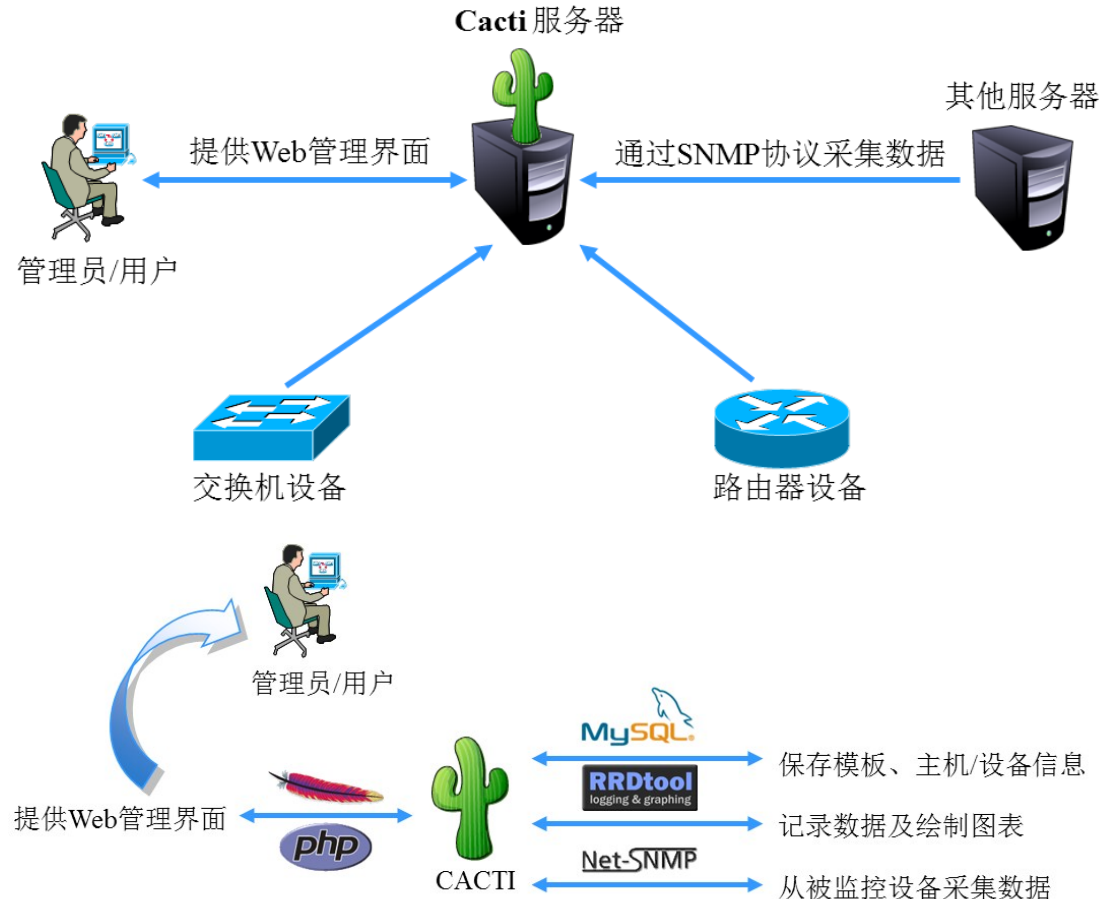 Cacti 服务器
其他服务器
提供Web管理界面
通过SNMP协议采集数据
管理员/用户
交换机设备
路由器设备
管理员/用户
MySQL®
保存模板、主机/设备信息
RRDtool
logging & graphing
提供Web管理界面
php
记录数据及绘制图表
Net-SNMP
CACTI
从被监控设备采集数据